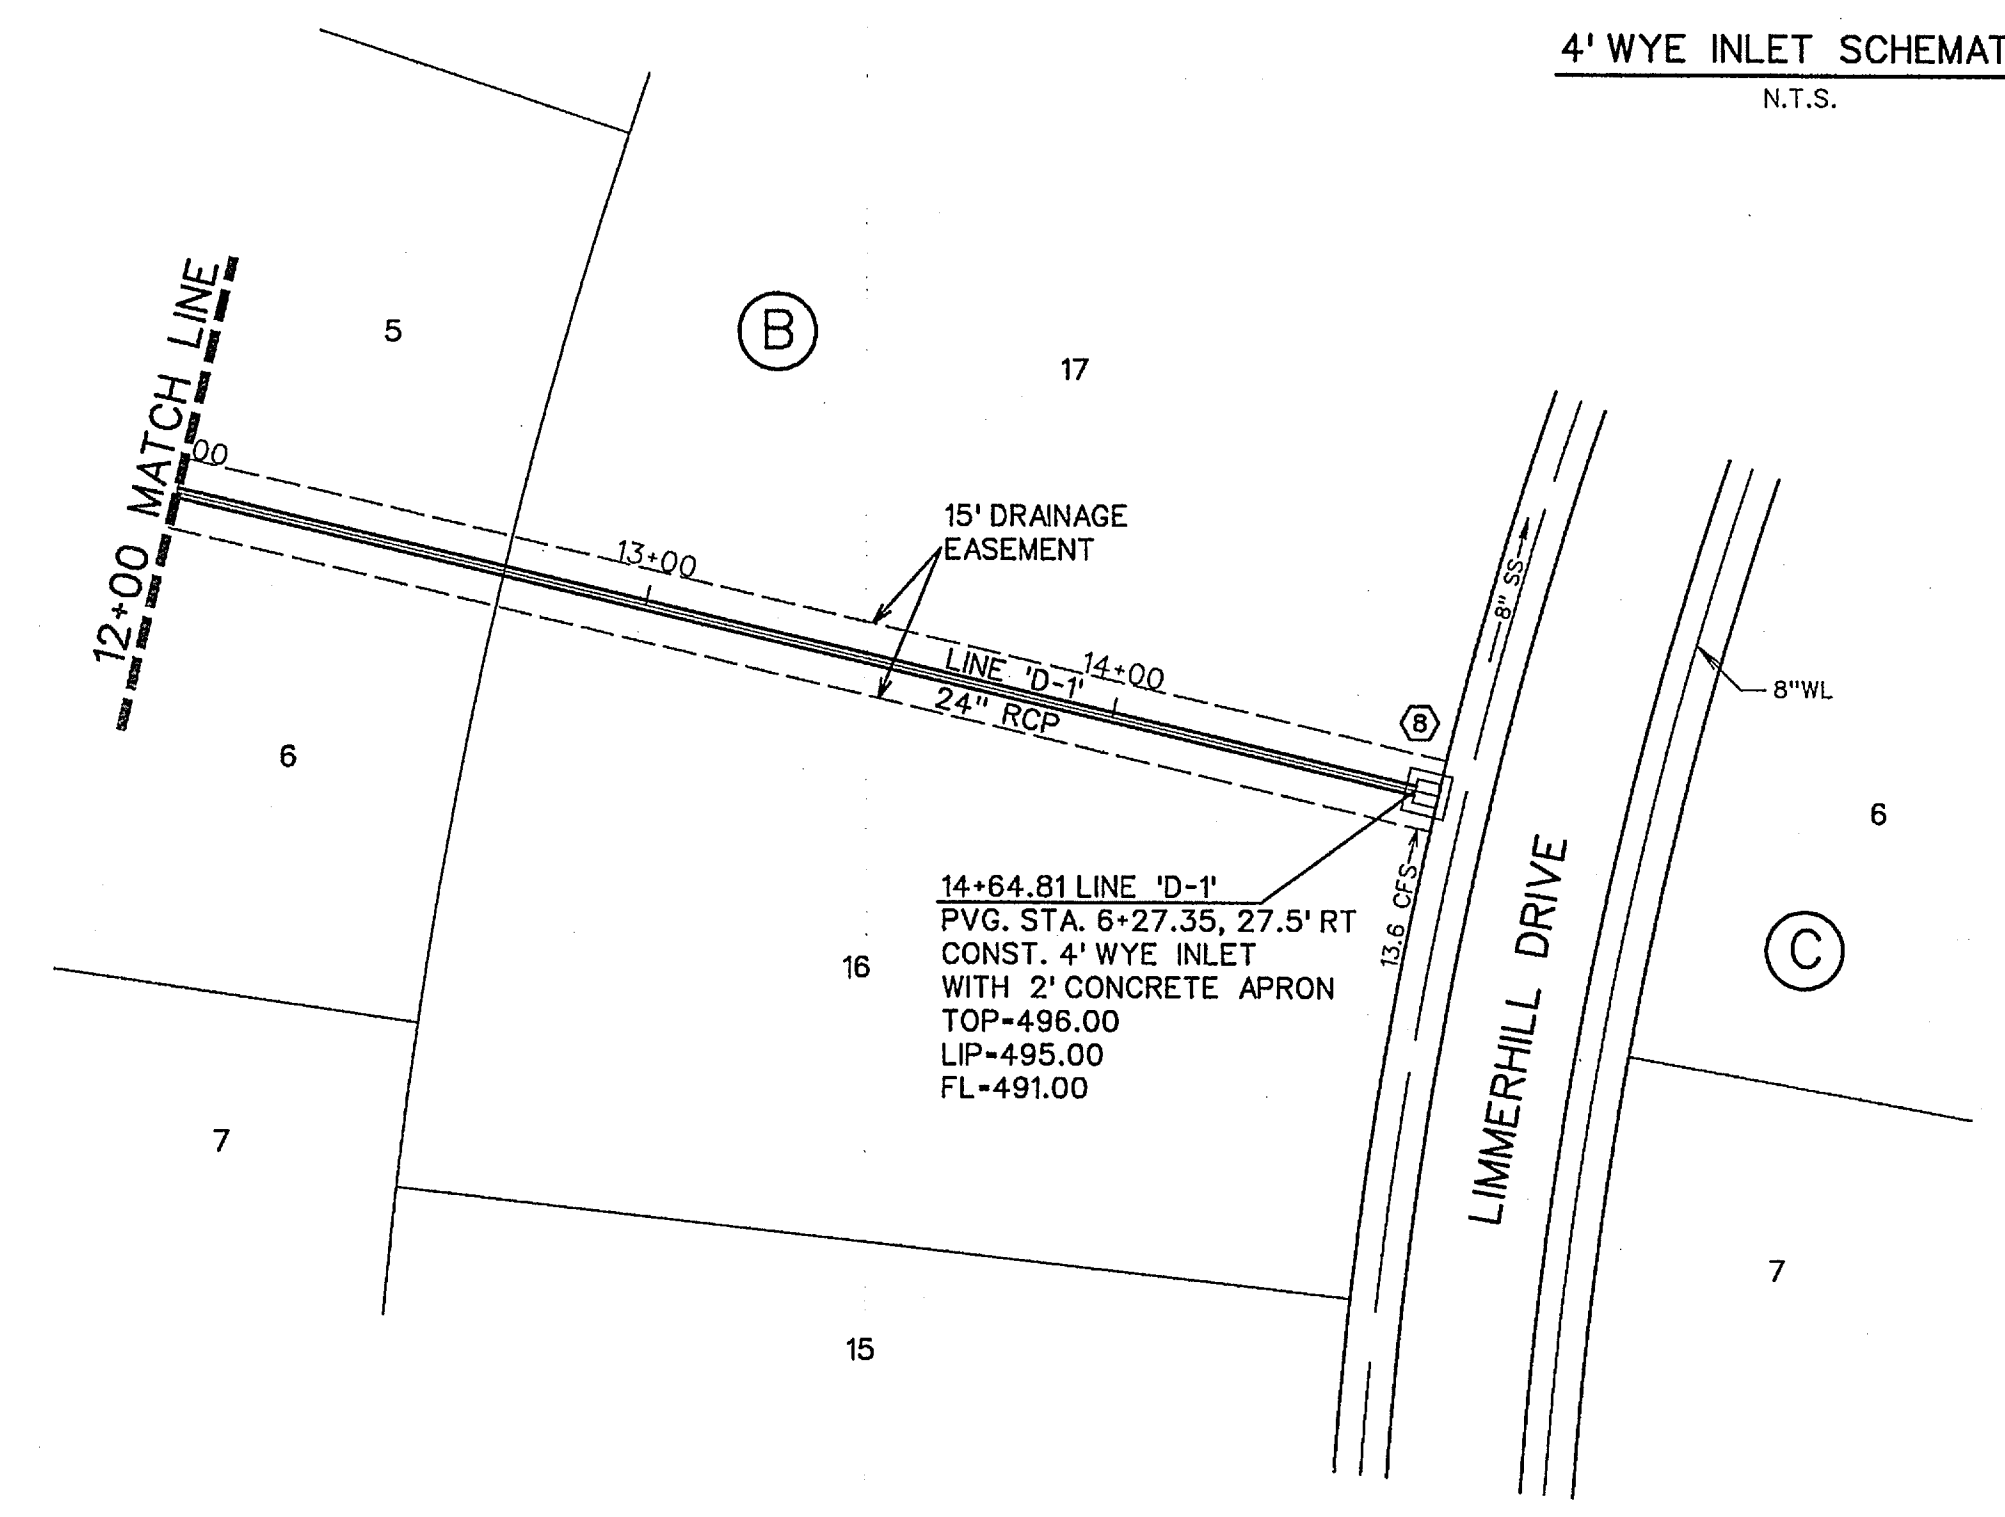 4' WYE INLET SCHEMAT
N.T.S.
5
B
17
12+00 MATCH LINE
00
15' DRAINAGE
EASEMENT
13+00
14+00
LINE 'D-1'
24" RCP
8" SS
8"WL
8
6
6
14+64.81 LINE 'D-1'
PVG. STA. 6+27.35, 27.5' RT
CONST. 4' WYE INLET
WITH 2' CONCRETE APRON
TOP=496.00
LIP=495.00
FL=491.00
13.6 CFS
LIMMERHILL DRIVE
C
16
7
7
15